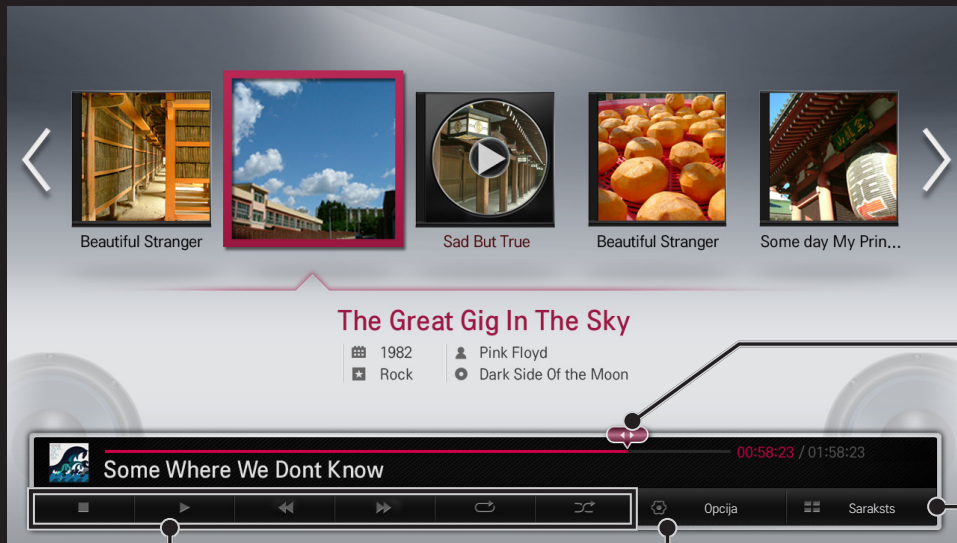 Beautiful Stranger
Sad But True
Beautiful Stranger
Some day My Prin...
The Great Gig In The Sky
1982
Pink Floyd
Rock
Dark Side Of the Moon
00:58:23 / 01:58:23
Some Where We Dont Know
Opcija
Saraksts